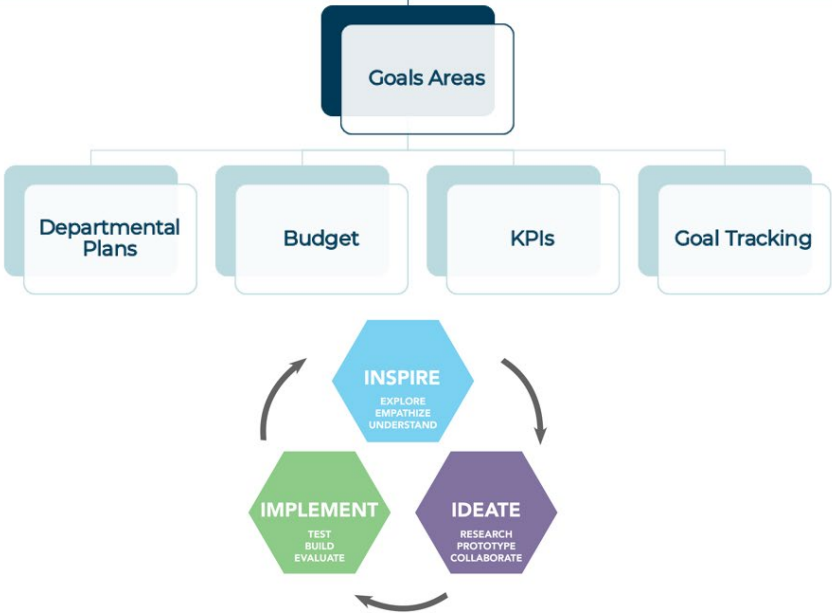 Goals Areas
Departmental
Plans
Budget
KPIs
Goal Tracking
INSPIRE
EXPLORE
EMPATHIZE
UNDERSTAND
IMPLEMENT
TEST
BUILD
EVALUATE
IDEATE
RESEARCH
PROTOTYPE
COLLABORATE